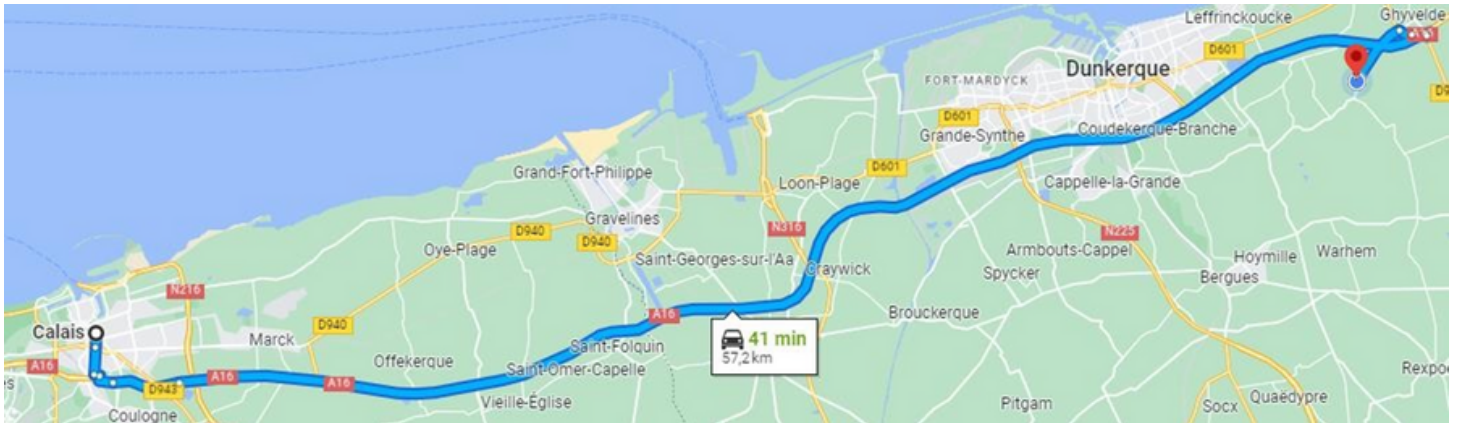 Leffrinckoucke
Ghyvelde
D601
Dunkerque
FORT-MARDYCK
D601
Grande-Synthe
Coudekerque-Branche
Grand-Fort-Philippe
Loon-Plage
D601
Cappelle-la-Grande
Gravelines
D940
D940
N316
N225
Oye-Plage
Saint-Georges-sur-l'Aa
Craywick
Armbouts-Cappel
Hoymille
Warhem
Spycker
Bergues
N216
Brouckerque
A16
Calais
Marck
D940
41 min
57,2 km
Saint-Folquin
Offekerque
Saint-Omer-Capelle
A16
D943
A16
A16
Vieille-Église
Coulogne
Pitgam
Socx
Quaëdypre